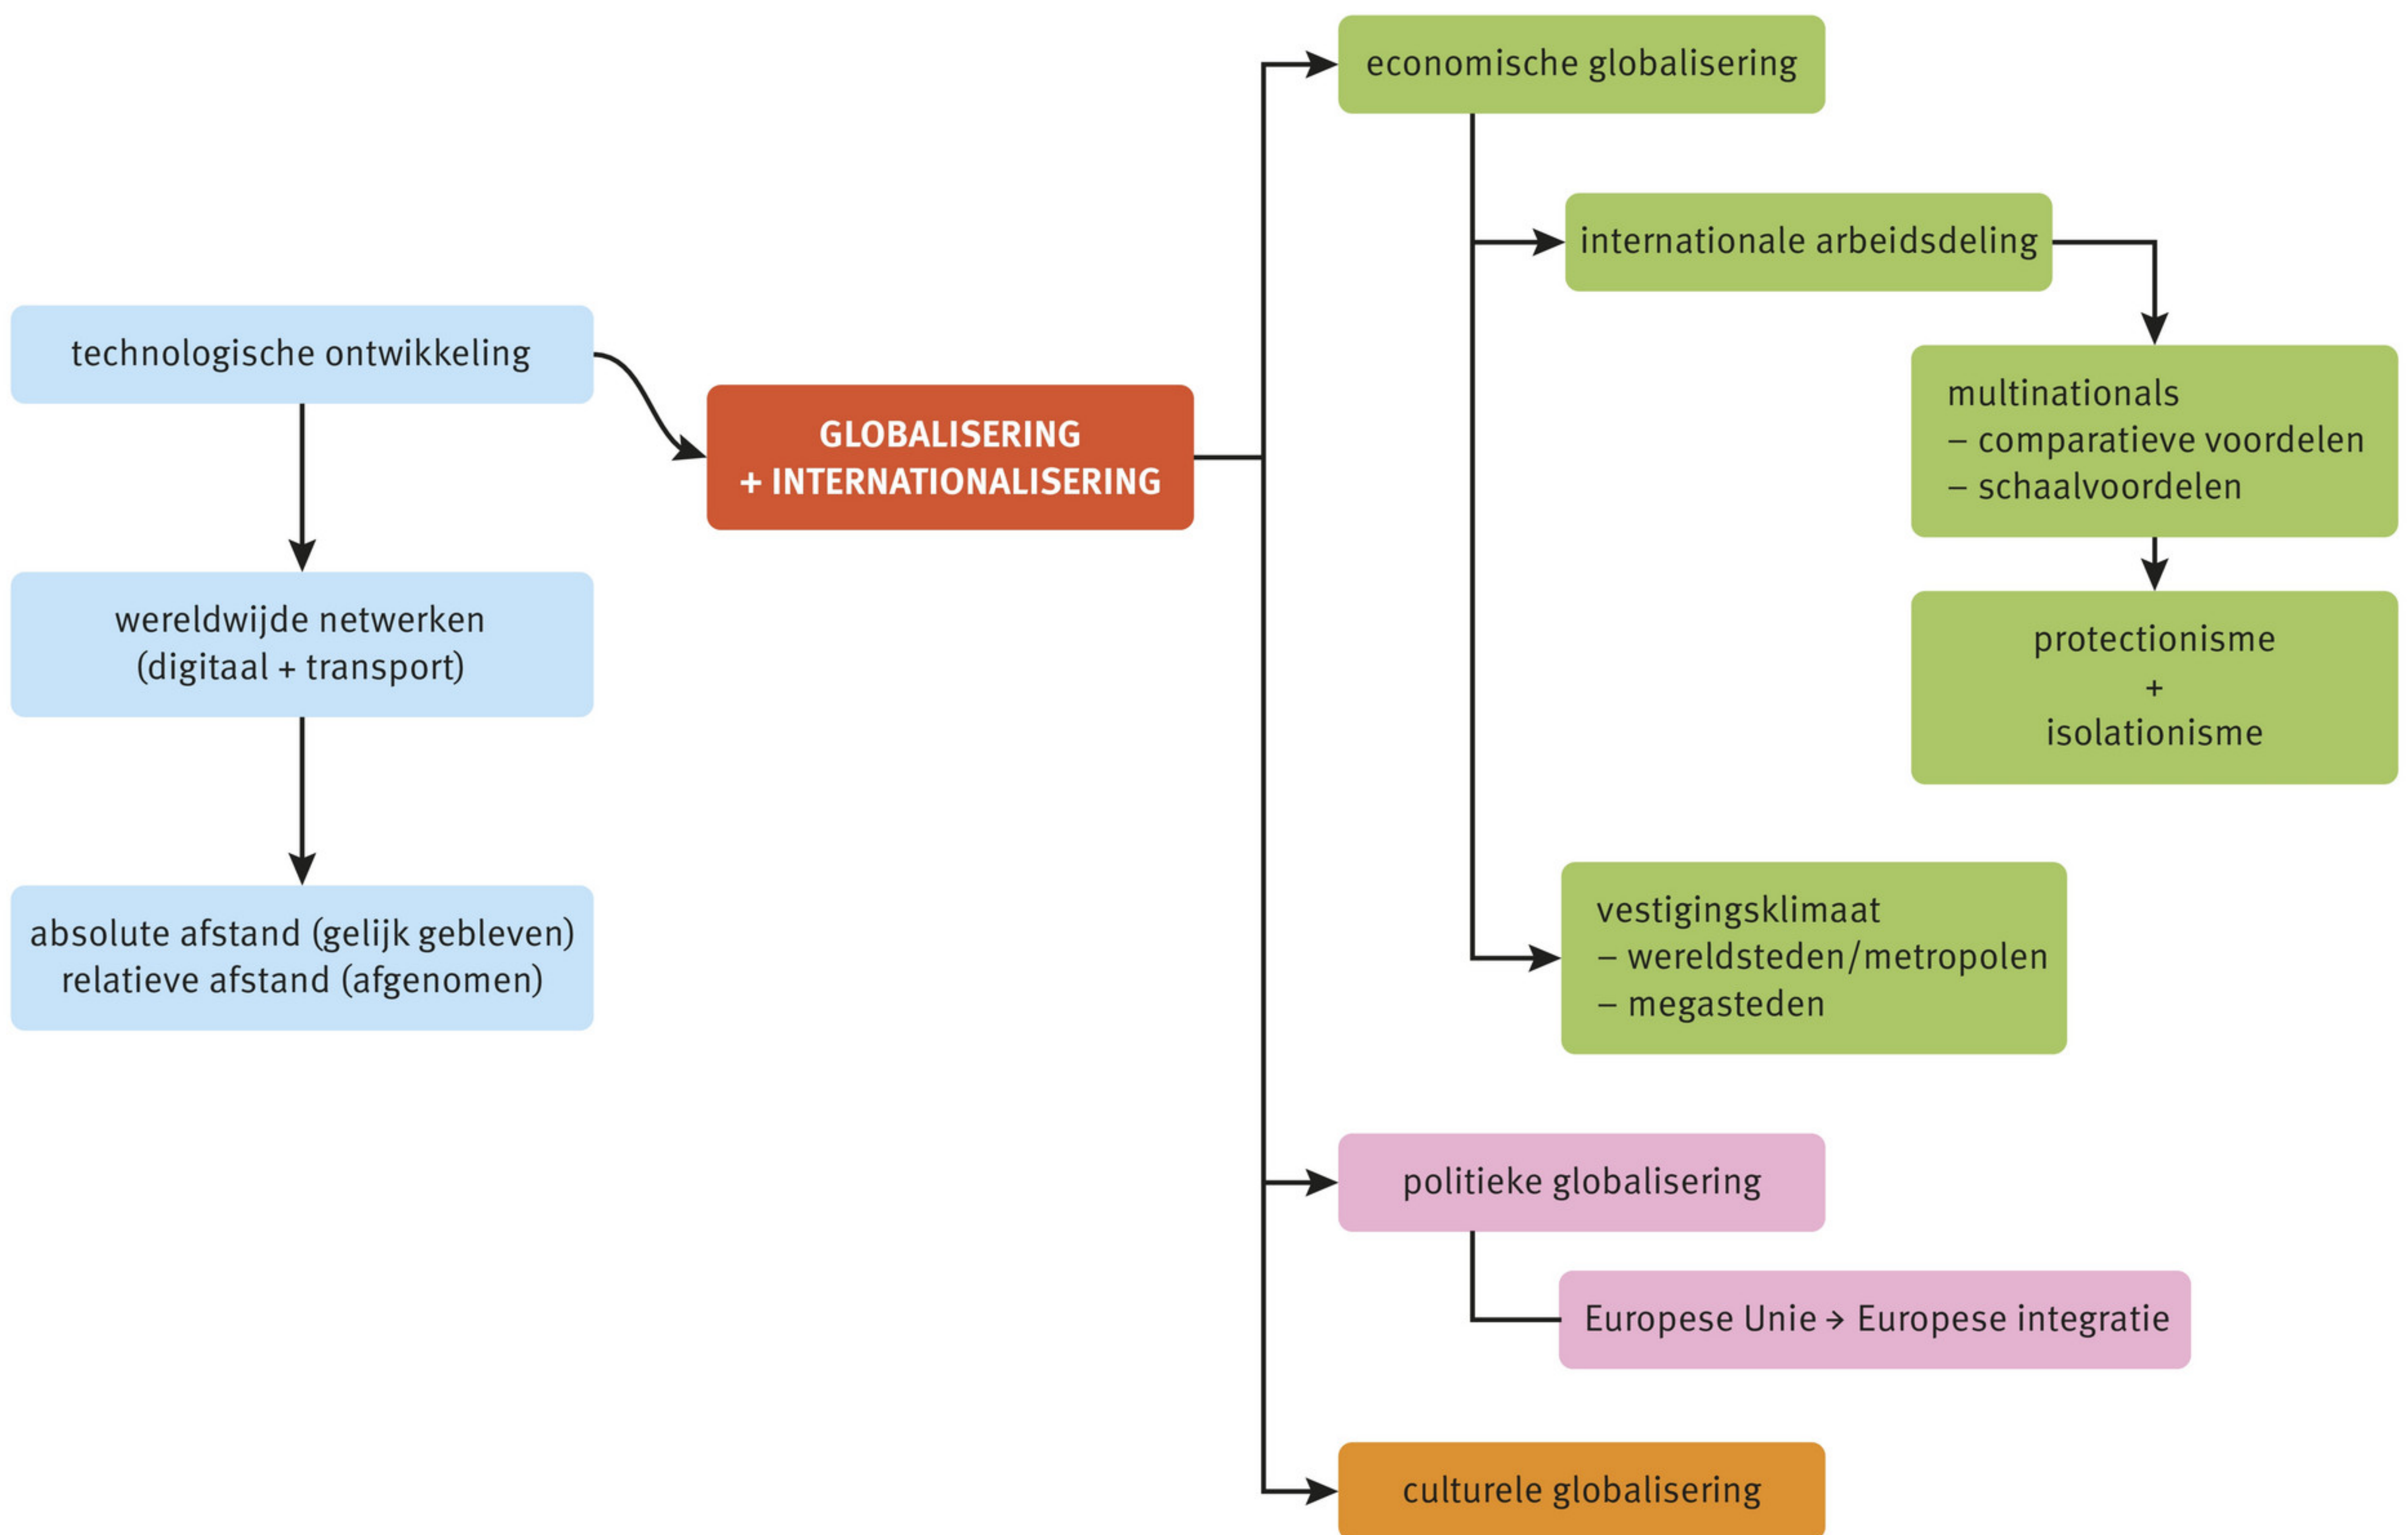 technologische ontwikkeling
wereldwijde netwerken
(digitaal + transport)
absolute afstand (gelijk gebleven)
relatieve afstand (afgenomen)
GLOBALISERING
+ INTERNATIONALISERING
economische globalisering
internationale arbeidsdeling
multinationals
– comparatieve voordelen
– schaalvoordelen
protectionisme
+
isolationisme
vestigingsklimaat
– wereldsteden/metropolen
– megasteden
politieke globalisering
Europese Unie → Europese integratie
culturele globalisering